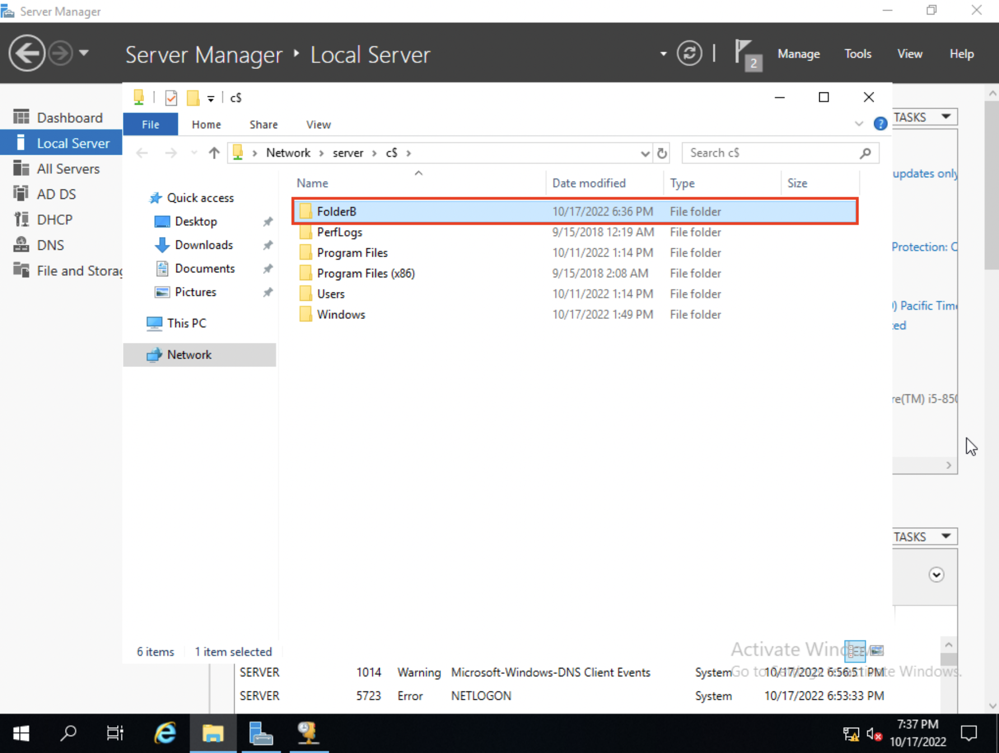 Server Manager
Server Manager Local Server
2
Manage Tools View Help
c$
File Home Share View
TASKS
Network server c$
Search c$
Dashboard
Local Server
All Servers
AD DS
DHCP
DNS
File and Storag
Quick access
Desktop
Downloads
Documents
Pictures
This PC
Network
Name Date modified Type Size
FolderB 10/17/2022 6:36 PM File folder
PerfLogs 9/15/2018 12:19 AM File folder
Program Files 10/11/2022 1:14 PM File folder
Program Files (x86) 9/15/2018 2:08 AM File folder
Users 10/11/2022 1:14 PM File folder
Windows 10/17/2022 1:49 PM File folder
updates only
Protection: C
) Pacific Tim
ed
re(TM) i5-850
TASKS
6 items 1 item selected
Activate Windows
Go to Settings to activate Windows.
SERVER 1014 Warning Microsoft-Windows-DNS Client Events System 10/17/2022 6:56:51 PM
SERVER 5723 Error NETLOGON System 10/17/2022 6:53:33 PM
7:37 PM
10/17/2022